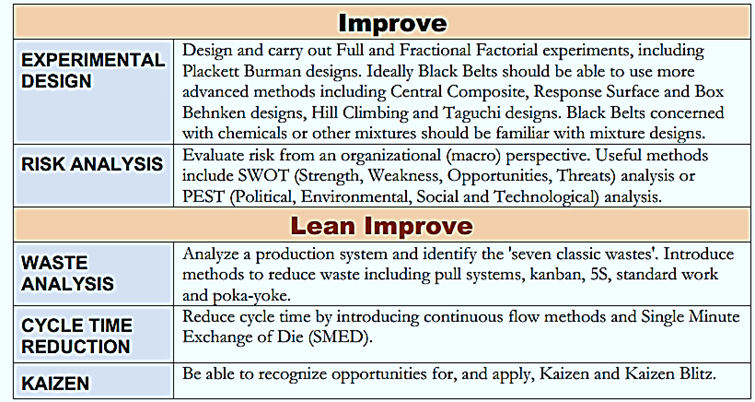 Improve
EXPERIMENTAL
DESIGN
Design and carry out Full and Fractional Factorial experiments, including
Plackett Burman designs. Ideally Black Belts should be able to use more
advanced methods including Central Composite, Response Surface and Box
Behnken designs, Hill Climbing and Taguchi designs. Black Belts concerned
with chemicals or other mixtures should be familiar with mixture designs.
RISK ANALYSIS
Evaluate risk from an organizational (macro) perspective. Useful methods
include SWOT (Strength, Weakness, Opportunities, Threats) analysis or
PEST (Political, Environmental, Social and Technological) analysis.
Lean Improve
WASTE
ANALYSIS
Analyze a production system and identify the 'seven classic wastes'. Introduce
methods to reduce waste including pull systems, kanban, 5S, standard work
and poka-yoke.
CYCLE TIME
REDUCTION
Reduce cycle time by introducing continuous flow methods and Single Minute
Exchange of Die (SMED).
KAIZEN
Be able to recognize opportunities for, and apply, Kaizen and Kaizen Blitz.